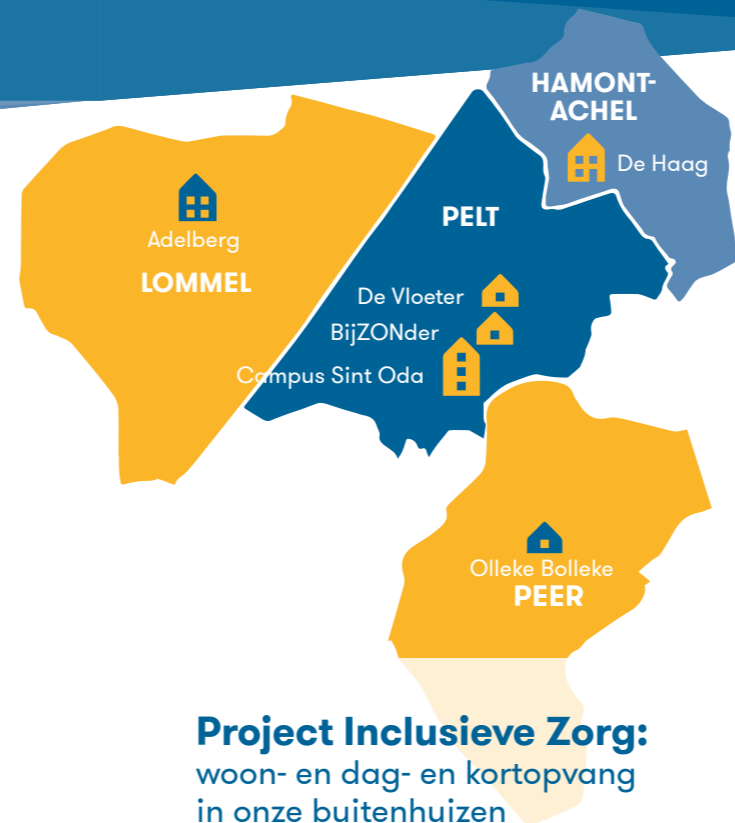 HAMONT-
ACHEL
De Haag
PELT
Adelberg
LOMMEL
De Vloeter
BijZONder
Campus Sint Oda
Olleke Bolleke
PEER
Project Inclusieve Zorg:
woon- en dag- en kortopvang
in onze buitenhuizen